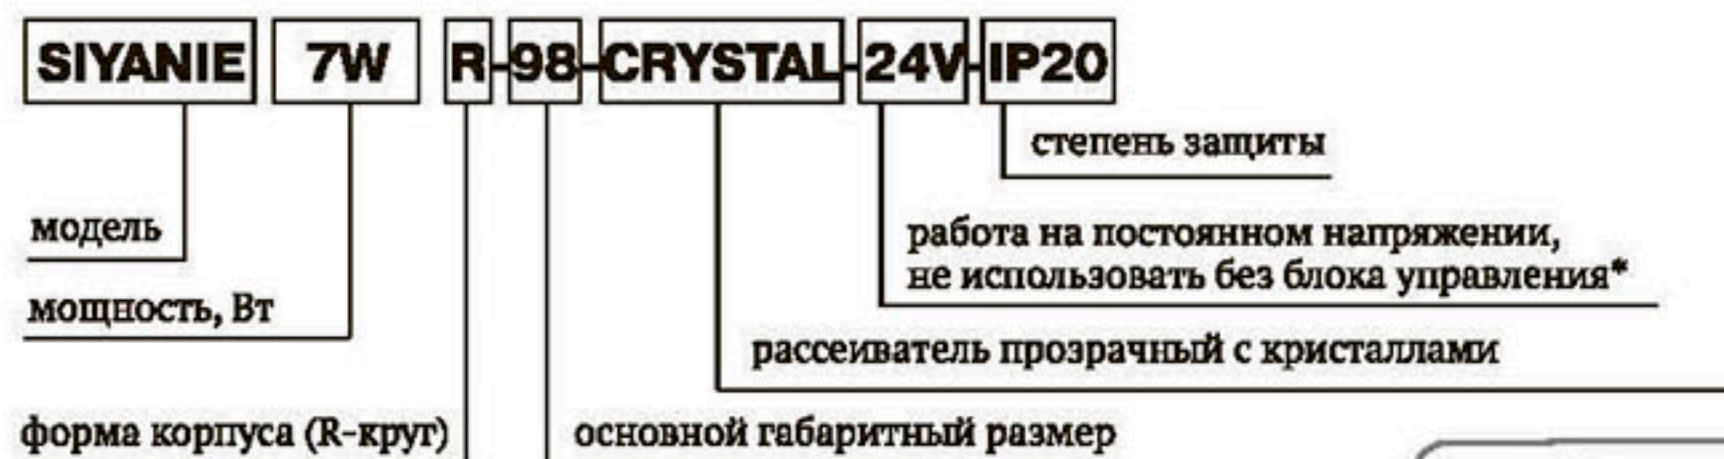 SIYANIE 7W R-98-CRYSTAL-24V-IP20
степень защиты
модель
работа на постоянном напряжении,
не использовать без блока управления*
мощность, Вт
рассеиватель прозрачный с кристаллами
форма корпуса (R-круг)
основной габаритный размер